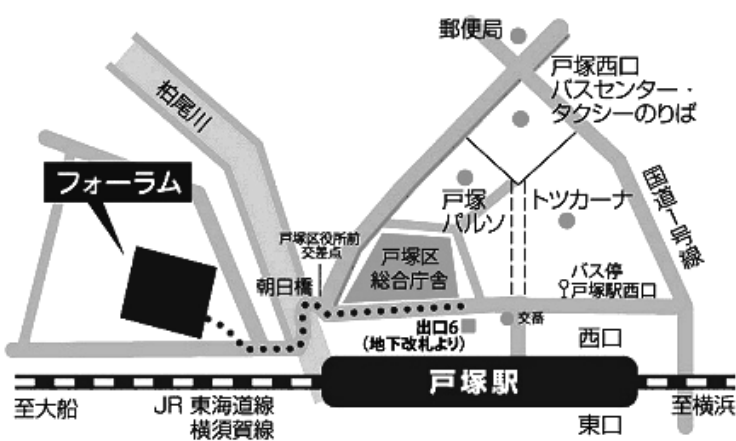 郵便局
戸塚西口
バスセンター・
タクシーのりば
柏尾川
フォーラム
戸塚
パルソ
トツカーナ
国道1号線
戸塚区役所前
交差点
戸塚区
総合庁舎
朝日橋
バス停
戸塚駅西口
出口6
(地下改札より)
交番
西口
戸塚駅
至大船
JR 東海道線
横須賀線
東口
至横浜